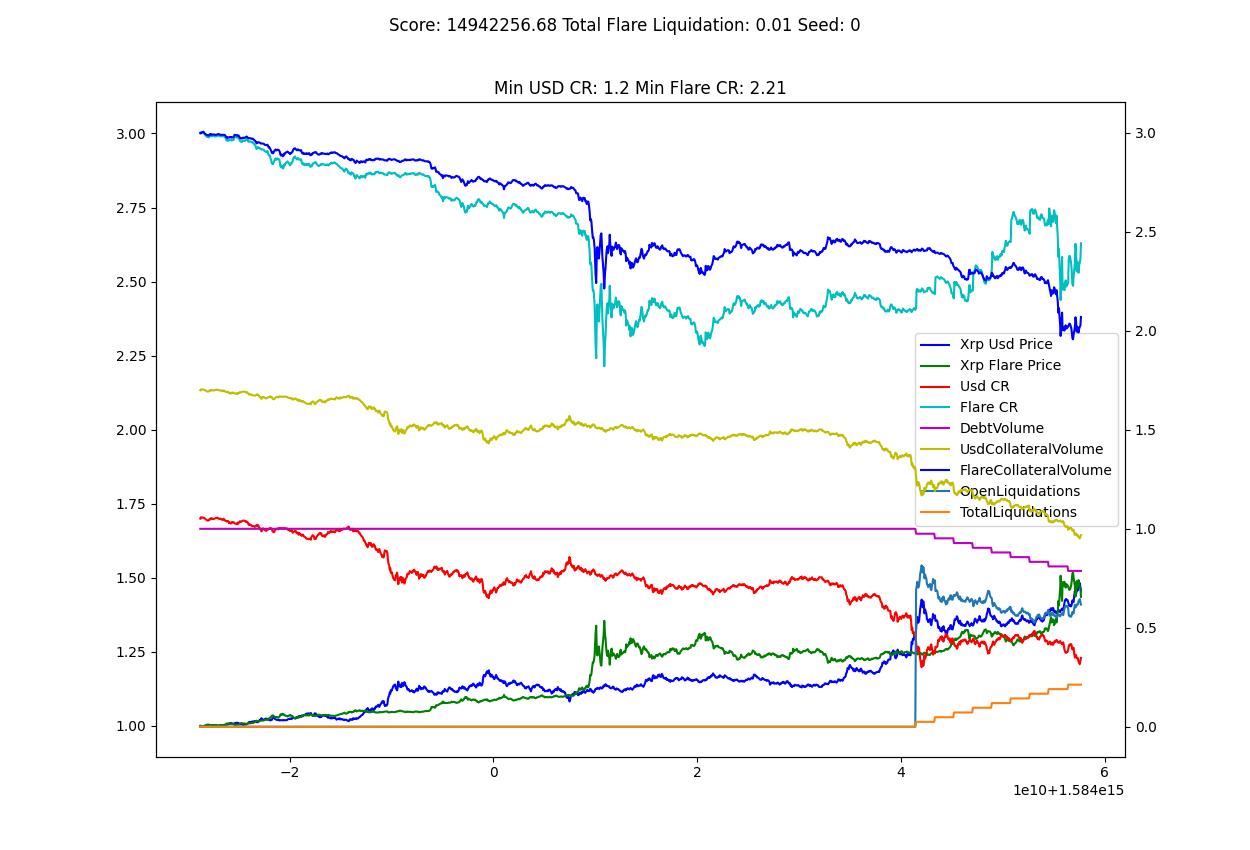 Score: 14942256.68 Total Flare Liquidation: 0.01 Seed: 0
Min USD CR: 1.2 Min Flare CR: 2.21
3.00
2.75
2.50
2.25
2.00
1.75
1.50
1.25
1.00
3.0
2.5
2.0
1.5
1.0
0.5
0.0
Xrp Usd Price
Xrp Flare Price
Usd CR
Flare CR
DebtVolume
UsdCollateralVolume
FlareCollateralVolume
OpenLiquidations
TotalLiquidations
−2 0 2 4 6
1e10+1.584e15